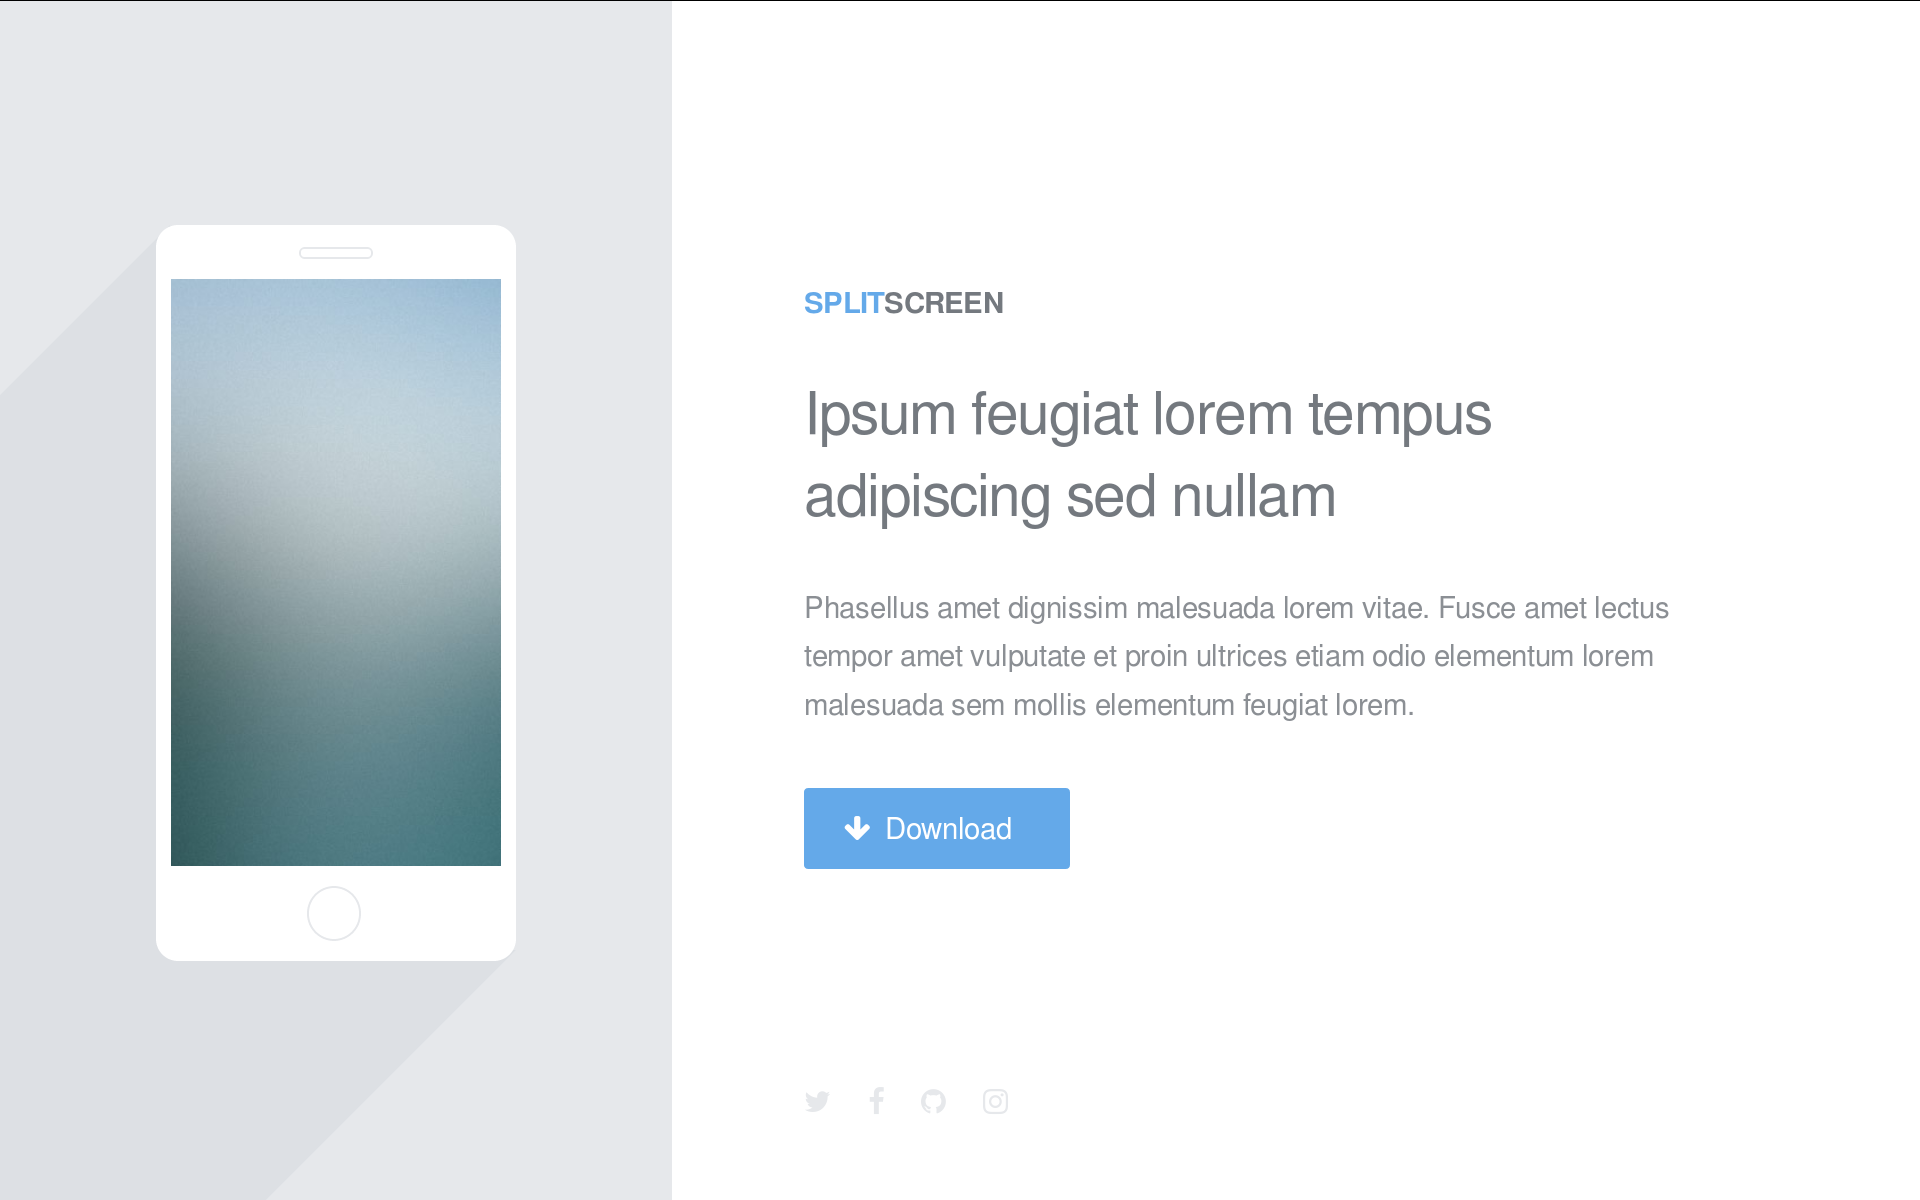 SPLITSCREEN
Ipsum feugiat lorem tempus
adipiscing sed nullam
Phasellus amet dignissim malesuada lorem vitae. Fusce amet lectus
tempor amet vulputate et proin ultrices etiam odio elementum lorem
malesuada sem mollis elementum feugiat lorem.
Download